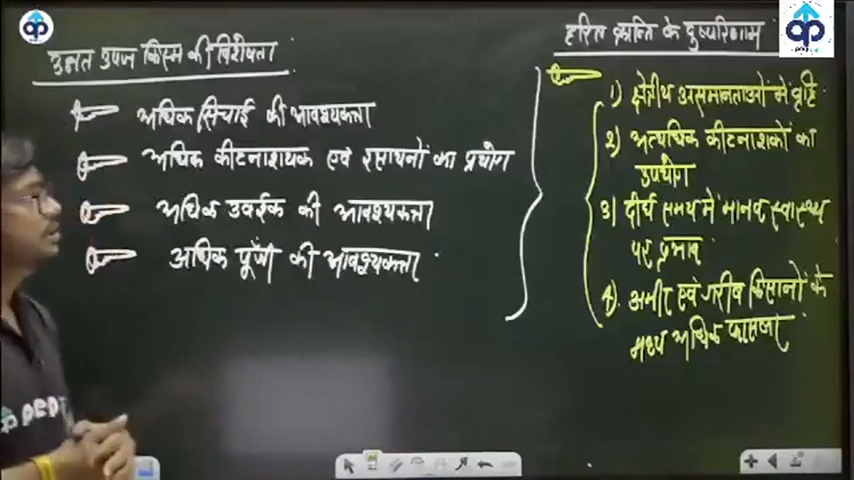 उन्नत उपज किस्म की विशेषता
अधिक सिंचाई की आवश्यकता
अधिक कीटनाशक एवं रसायनों का प्रयोग
अधिक उर्वरक की आवश्यकता
अधिक पूँजी की आवश्यकता
हरित क्रान्ति के दुष्परिणाम
1) क्षेत्रीय असमानताओं में वृद्धि
2) अत्यधिक कीटनाशकों का
उपयोग
3) दीर्घ समय में मानव स्वास्थ्य
पर प्रभाव
4). अमीर एवं गरीब किसानों के
मध्य अधिक फासला
PEP